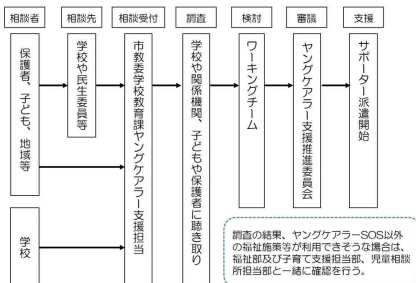 相談者
相談先
相談受付
調査
検討
審議
支援
保護者、子ども、地域等
学校や民生委員等
市教委学校教育課ヤングケアラー支援担当
学校や関係機関、子どもや保護者に聴き取り
ワーキングチーム
ヤングケアラー支援推進委員会
サポーター派遣開始
学校
調査の結果、ヤングケアラーSOS以外
の福祉施策等が利用できそうな場合は、
福祉部及び子育て支援担当部、児童相談
所担当部と一緒に確認を行う。